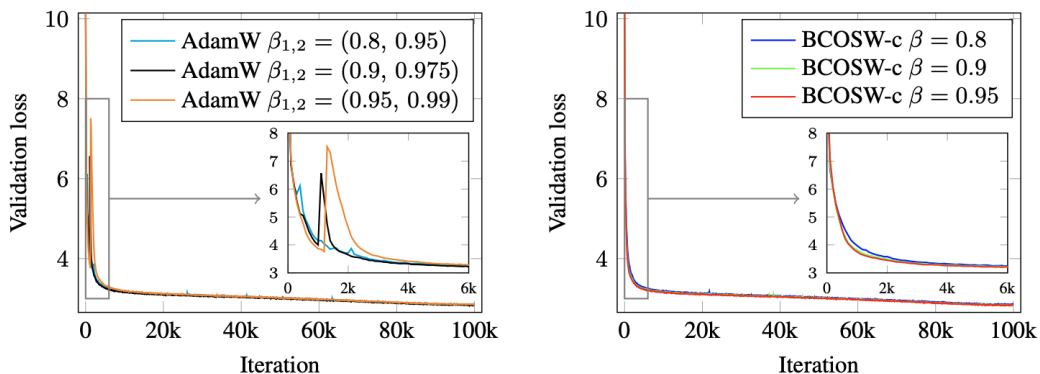 10
8
6
4
Validation loss
AdamW β1,2 = (0.8, 0.95)
AdamW β1,2 = (0.9, 0.975)
AdamW β1,2 = (0.95, 0.99)
8
7
6
5
4
3
0 2k 4k 6k
0 20k 40k 60k 80k 100k
Iteration
10
8
6
4
Validation loss
BCOSW-c β = 0.8
BCOSW-c β = 0.9
BCOSW-c β = 0.95
8
7
6
5
4
3
0 2k 4k 6k
0 20k 40k 60k 80k 100k
Iteration